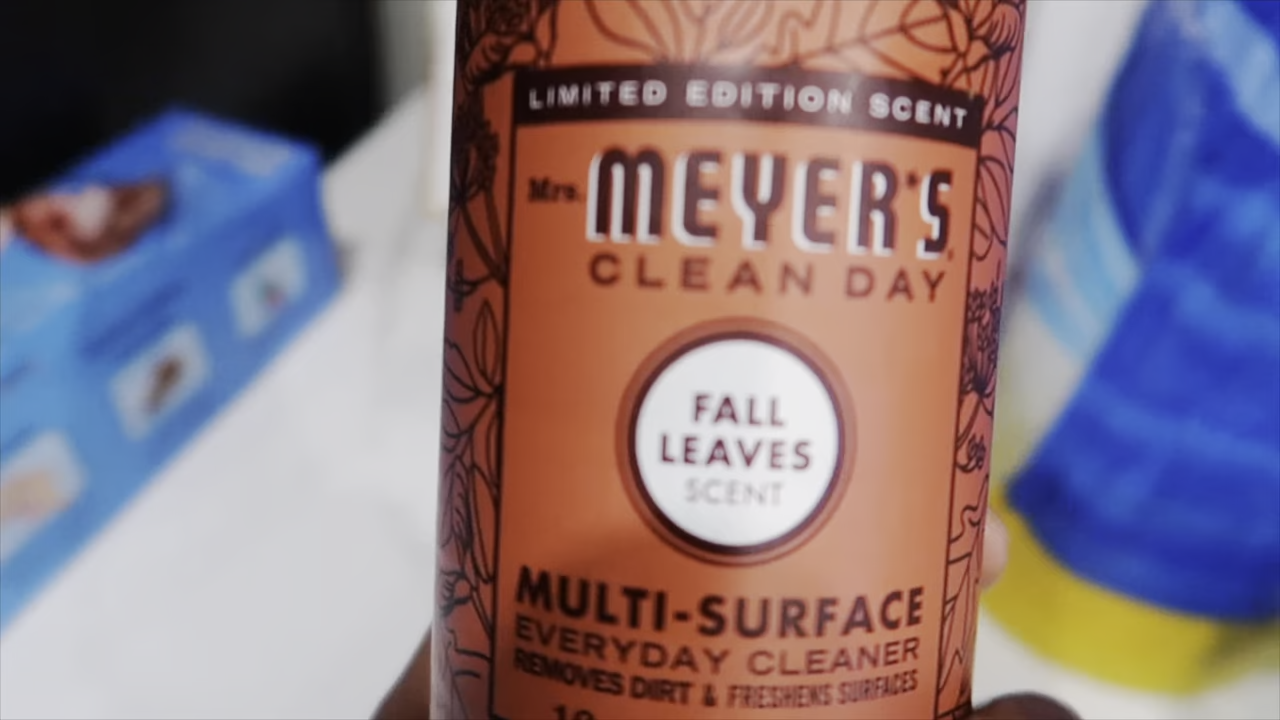 LIMITED EDITION SCENT
Mrs. MEYER'S
CLEAN DAY
FALL
LEAVES
SCENT
MULTI-SURFACE
EVERYDAY CLEANER
REMOVES DIRT & FRESHENS SURFACES